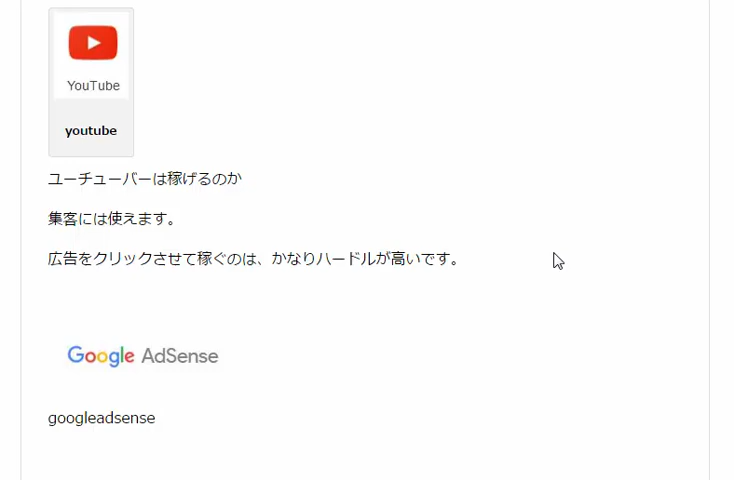 YouTube
youtube
ユーチューバーは稼げるのか
集客には使えます。
広告をクリックさせて稼ぐのは、かなりハードルが高いです。
Google AdSense
googleadsense